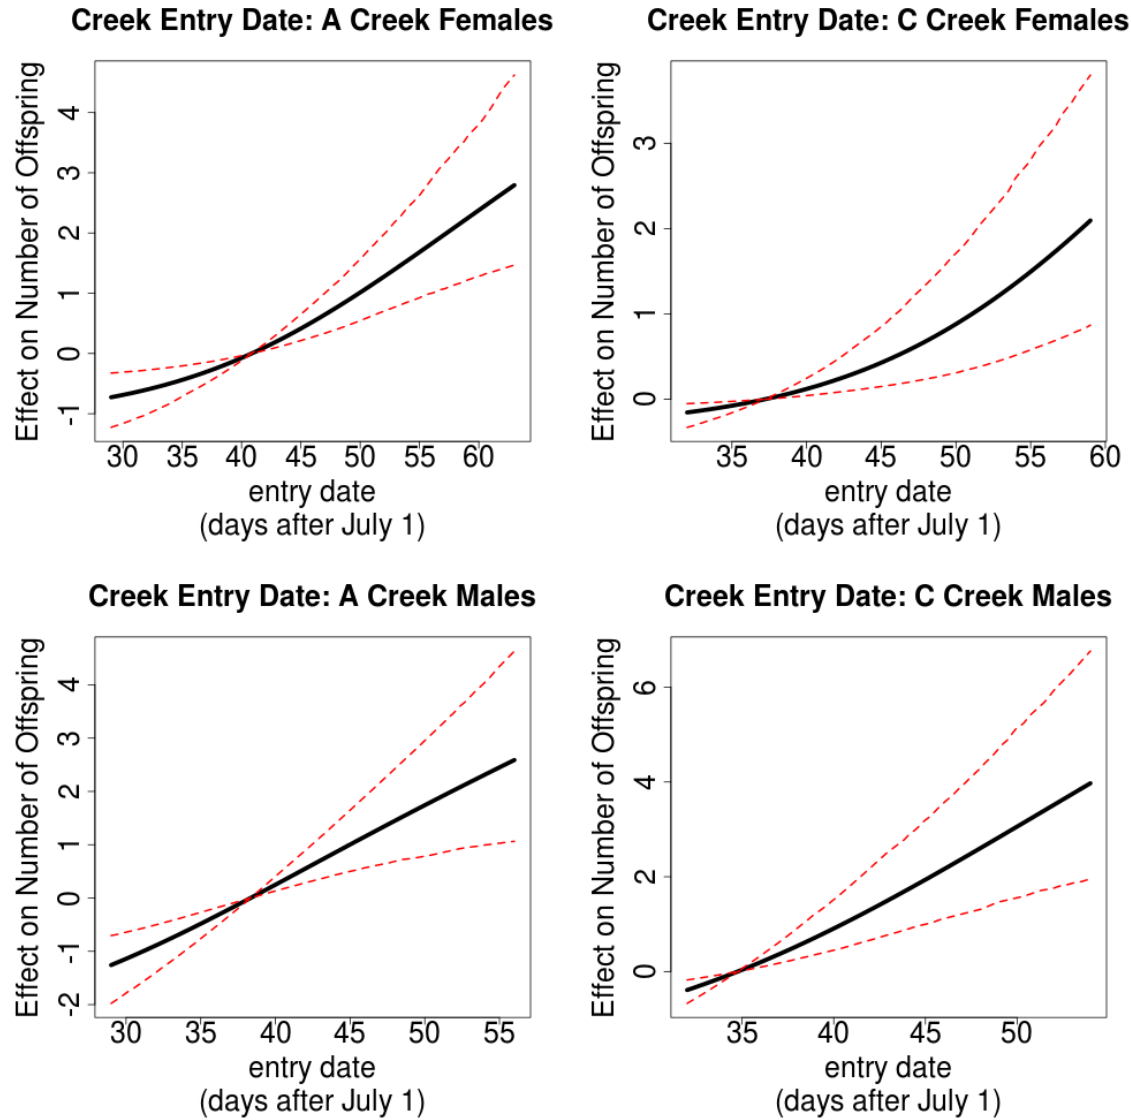 Creek Entry Date: A Creek Females
Effect on Number of Offspring
4
3
2
1
0
-1
30 35 40 45 50 55 60
entry date
(days after July 1)
Creek Entry Date: C Creek Females
Effect on Number of Offspring
3
2
1
0
35 40 45 50 55 60
entry date
(days after July 1)
Creek Entry Date: A Creek Males
Effect on Number of Offspring
4
3
2
1
0
-1
-2
30 35 40 45 50 55
entry date
(days after July 1)
Creek Entry Date: C Creek Males
Effect on Number of Offspring
6
4
2
0
35 40 45 50
entry date
(days after July 1)